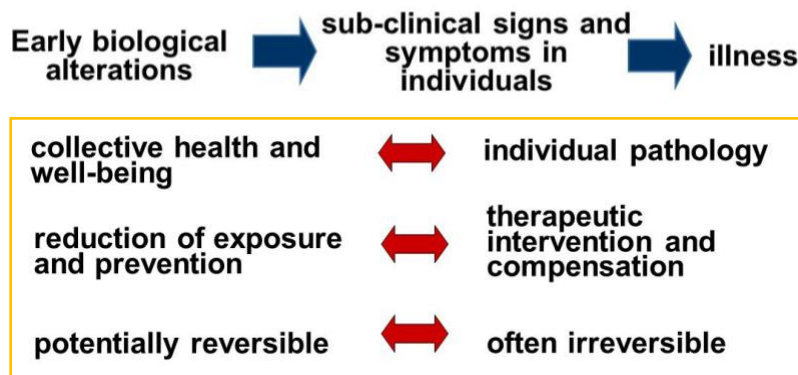 Early biological
alterations
sub-clinical signs and
symptoms in
individuals
illness
collective health and
well-being
individual pathology
reduction of exposure
and prevention
therapeutic
intervention and
compensation
potentially reversible
often irreversible